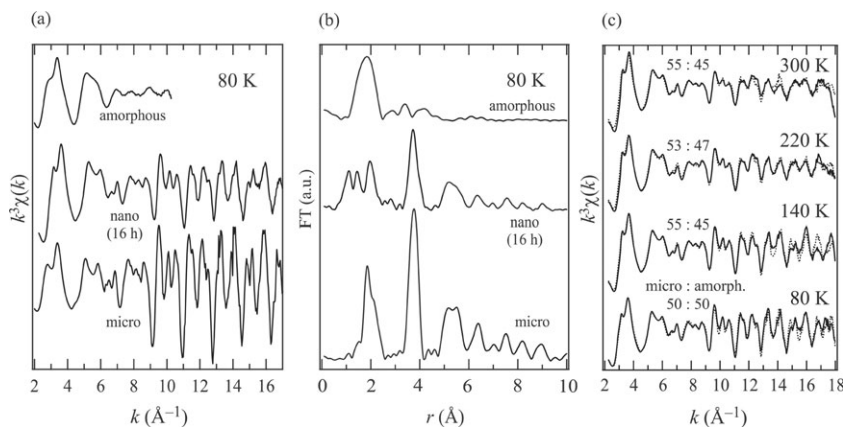 (a)
80 K
amorphous
nano
(16 h)
micro
k³χ(k)
2 4 6 8 10 12 14 16
k (Å⁻¹)
(b)
80 K
amorphous
nano
(16 h)
micro
FT (a.u.)
0 2 4 6 8 10
r (Å)
(c)
55 : 45
300 K
53 : 47
220 K
55 : 45
140 K
micro : amorph.
50 : 50
80 K
k³χ(k)
2 4 6 8 10 12 14 16 18
k (Å⁻¹)